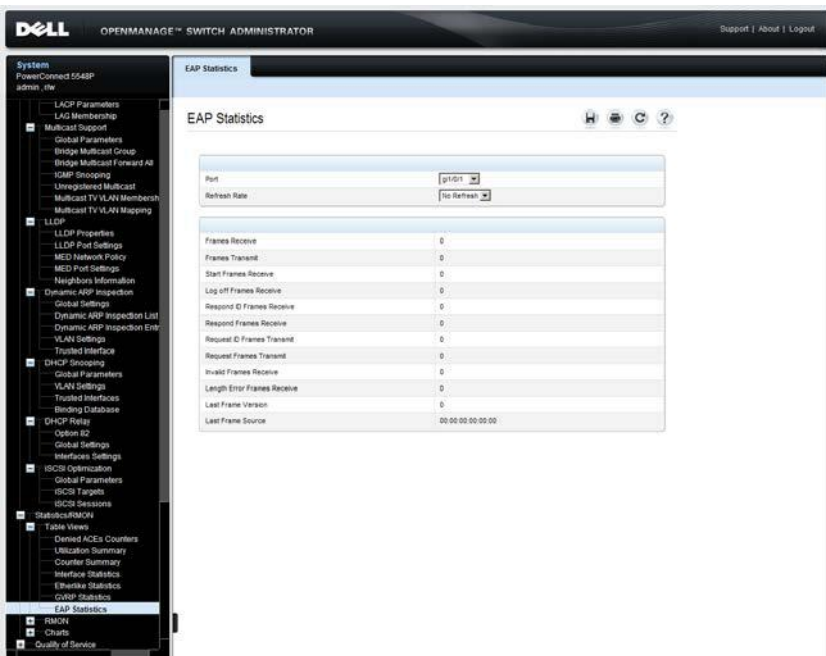 DELL
OPENMANAGE™ SWITCH ADMINISTRATOR
Support | About | Logout
System
PowerConnect 5548P
admin , r/w
LACP Parameters
LAG Membership
Multicast Support
Global Parameters
Bridge Multicast Group
Bridge Multicast Forward All
IGMP Snooping
Unregistered Multicast
Multicast TV VLAN Membersh
Multicast TV VLAN Mapping
LLDP
LLDP Properties
LLDP Port Settings
MED Network Policy
MED Port Settings
Neighbors Information
Dynamic ARP Inspection
Global Settings
Dynamic ARP Inspection List
Dynamic ARP Inspection Entr
VLAN Settings
Trusted Interface
DHCP Snooping
Global Parameters
VLAN Settings
Trusted Interfaces
Binding Database
DHCP Relay
Option 82
Global Settings
Interfaces Settings
iSCSI Optimization
Global Parameters
iSCSI Targets
iSCSI Sessions
Statistics/RMON
Table Views
Denied ACEs Counters
Utilization Summary
Counter Summary
Interface Statistics
Etherlike Statistics
GVRP Statistics
EAP Statistics
RMON
Charts
Quality of Service
EAP Statistics
EAP Statistics
Port gi1/0/1
Refresh Rate No Refresh
Frames Receive 0
Frames Transmit 0
Start Frames Receive 0
Log off Frames Receive 0
Respond ID Frames Receive 0
Respond Frames Receive 0
Request ID Frames Transmit 0
Request Frames Transmit 0
Invalid Frames Receive 0
Length Error Frames Receive 0
Last Frame Version 0
Last Frame Source 00:00:00:00:00:00